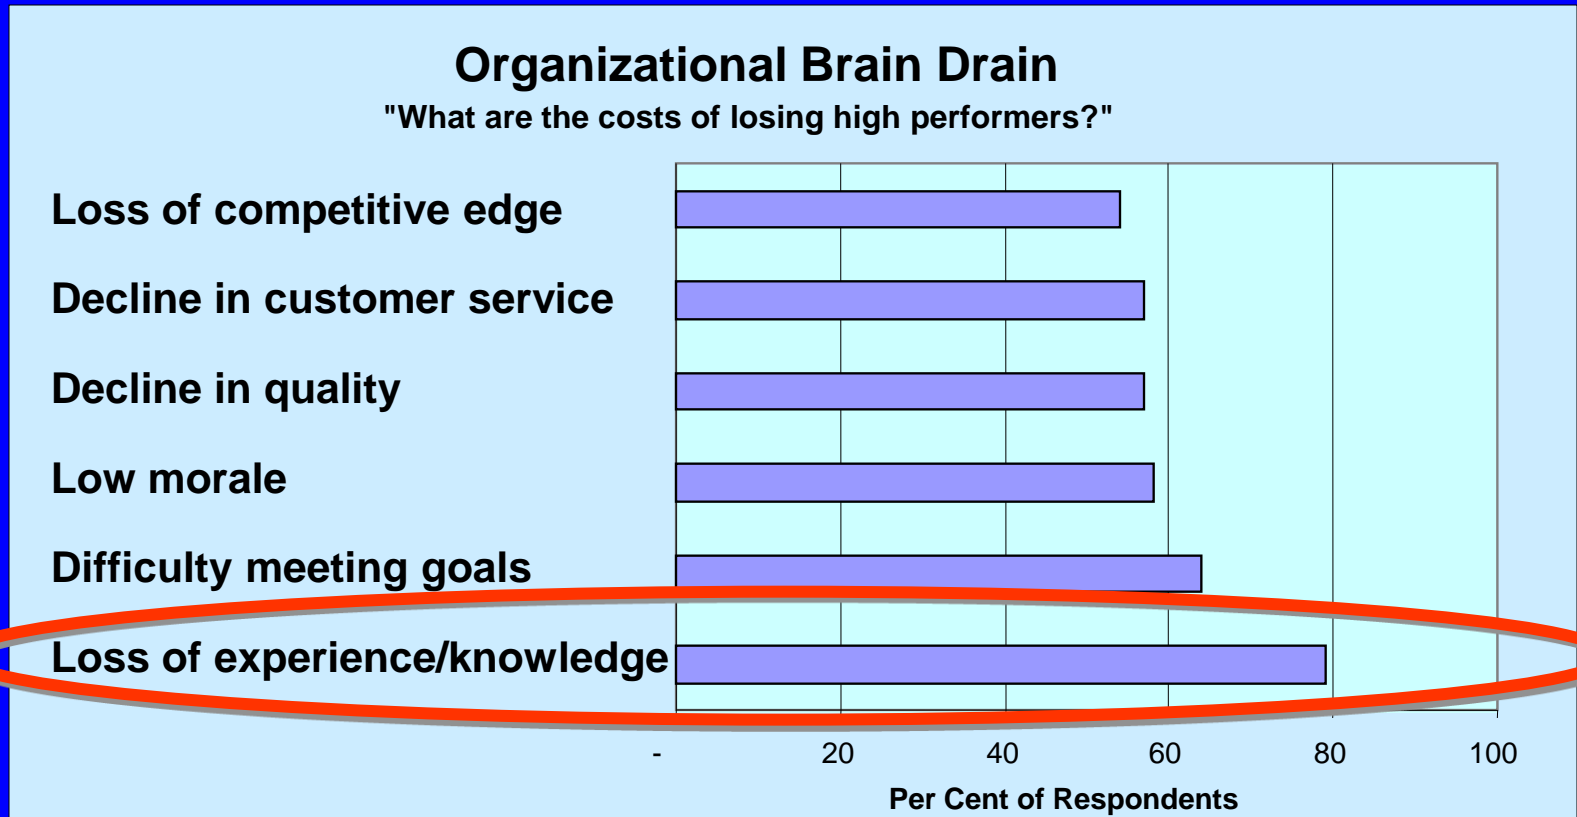 Organizational Brain Drain
"What are the costs of losing high performers?"
Loss of competitive edge
Decline in customer service
Decline in quality
Low morale
Difficulty meeting goals
Loss of experience/knowledge
- 20 40 60 80 100
Per Cent of Respondents